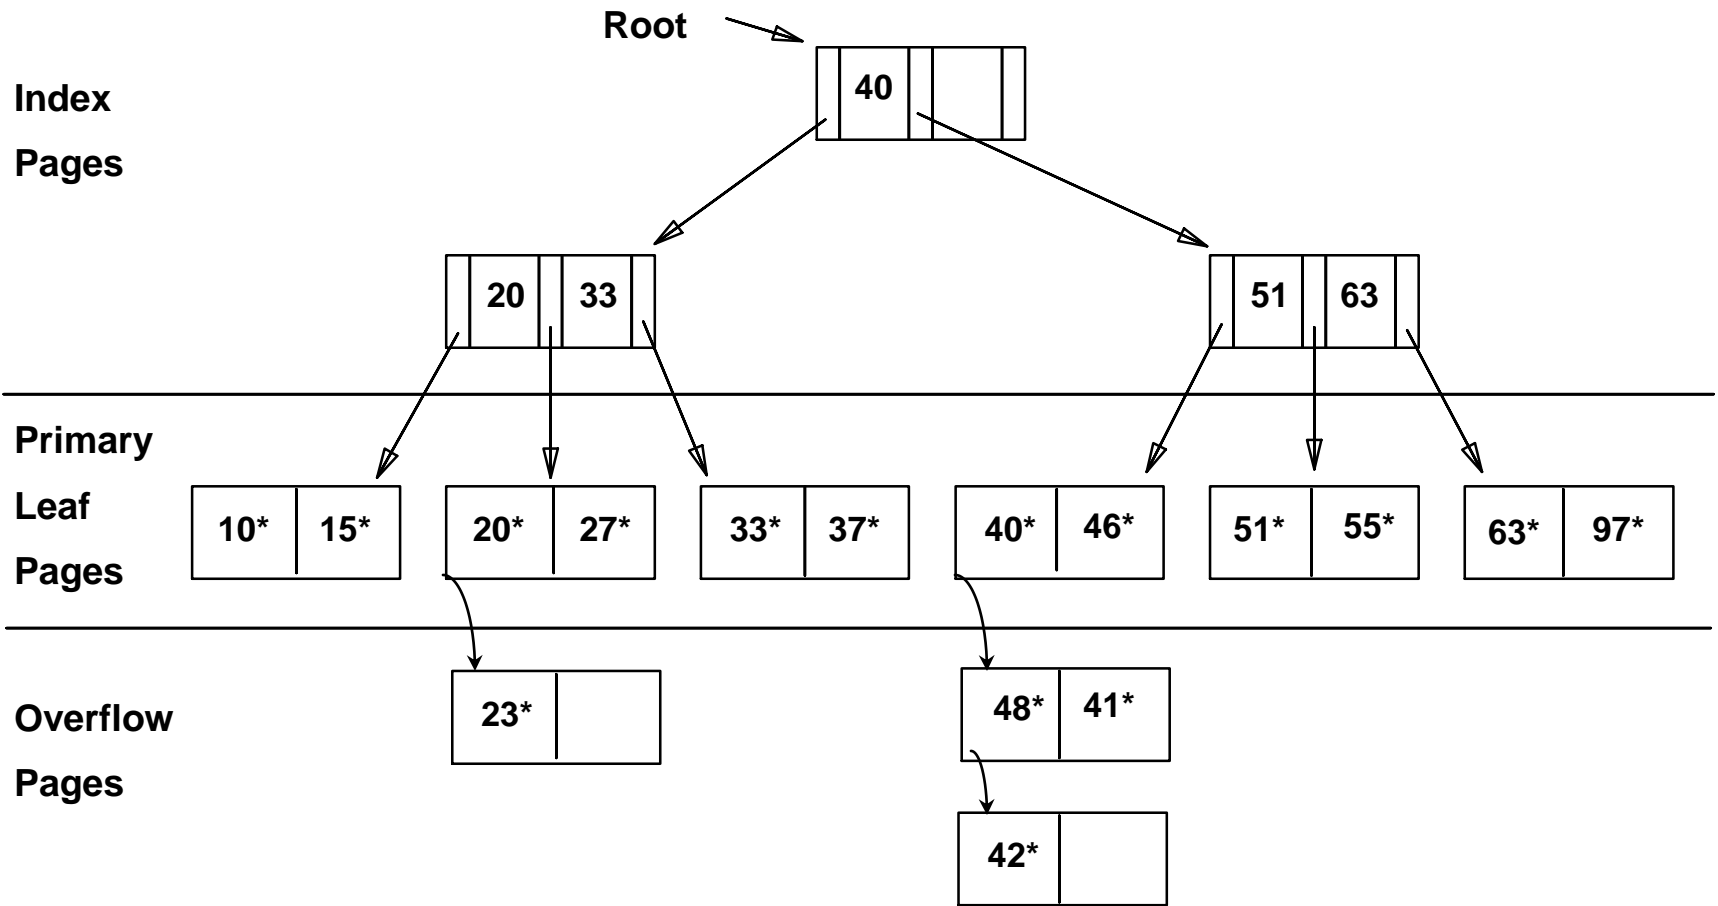 Root
Index
Pages
40
20 33
51 63
Primary
Leaf
Pages
10* 15*
20* 27*
33* 37*
40* 46*
51* 55*
63* 97*
Overflow
Pages
23*
48* 41*
42*